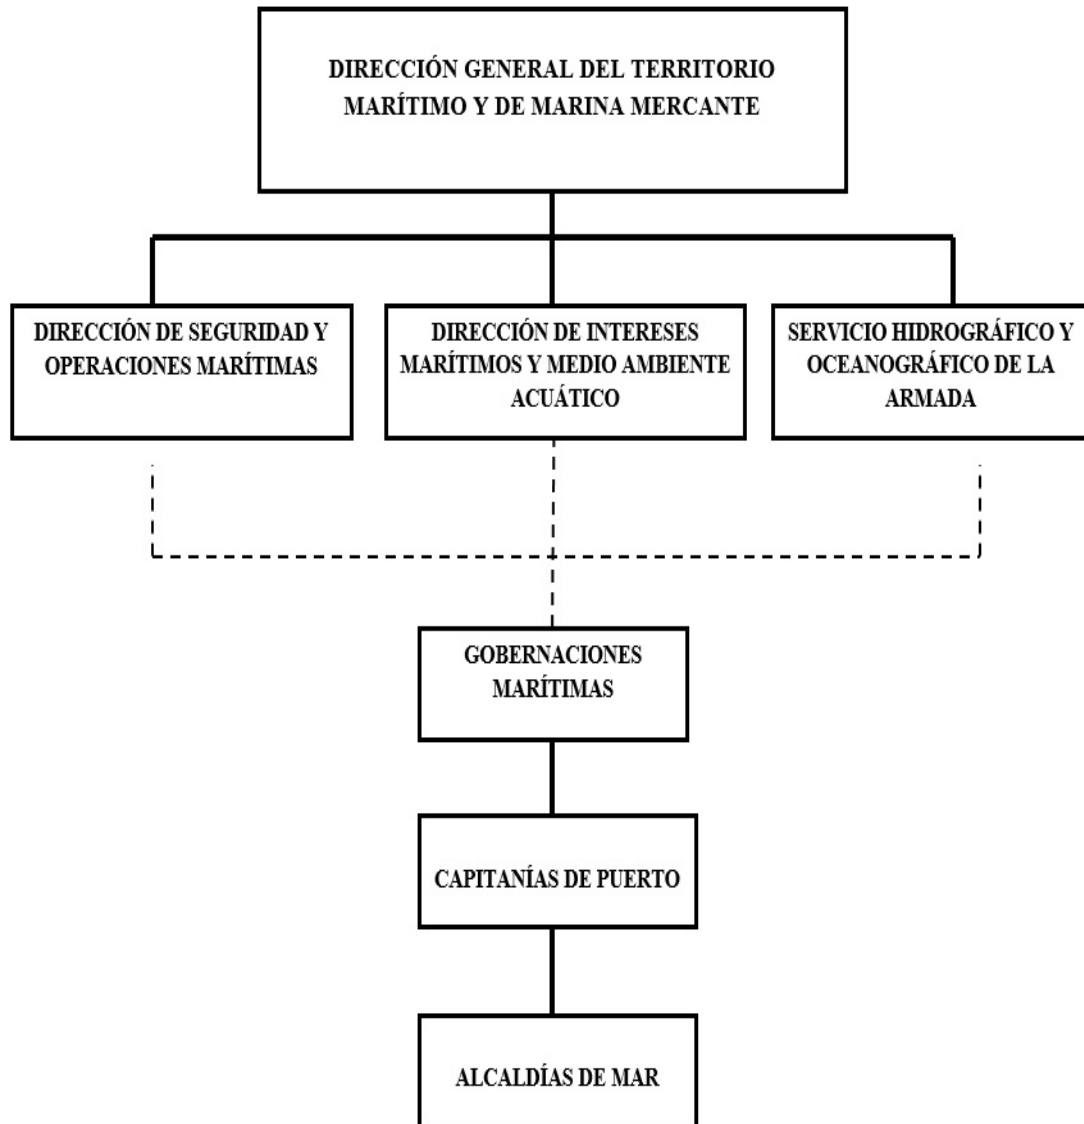 DIRECCIÓN GENERAL DEL TERRITORIO
MARÍTIMO Y DE MARINA MERCANTE
DIRECCIÓN DE SEGURIDAD Y
OPERACIONES MARÍTIMAS
DIRECCIÓN DE INTERESES
MARÍTIMOS Y MEDIO AMBIENTE
ACUÁTICO
SERVICIO HIDROGRÁFICO Y
OCEANOGRÁFICO DE LA
ARMADA
GOBERNACIONES
MARÍTIMAS
CAPITANÍAS DE PUERTO
ALCALDÍAS DE MAR